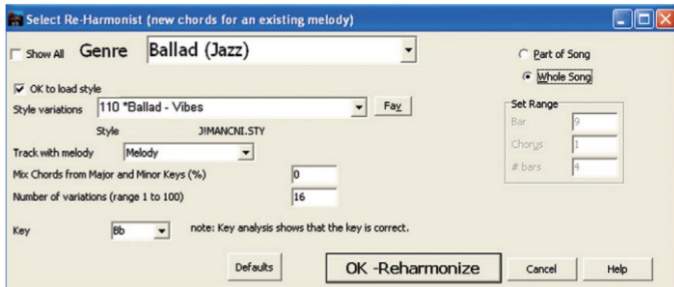 Select Re-Harmonist (new chords for an existing melody)
Show All Genre Ballad (Jazz)
Part of Song
Whole Song
OK to load style
Style variations 110 *Ballad - Vibes Fav
Style J!MANCNI.STY
Track with melody Melody
Mix Chords from Major and Minor Keys (%) 0
Number of variations (range 1 to 100) 16
Set Range
Bar 9
Chorus 1
# bars 4
Key Bb note: Key analysis shows that the key is correct.
Defaults OK -Reharmonize Cancel Help